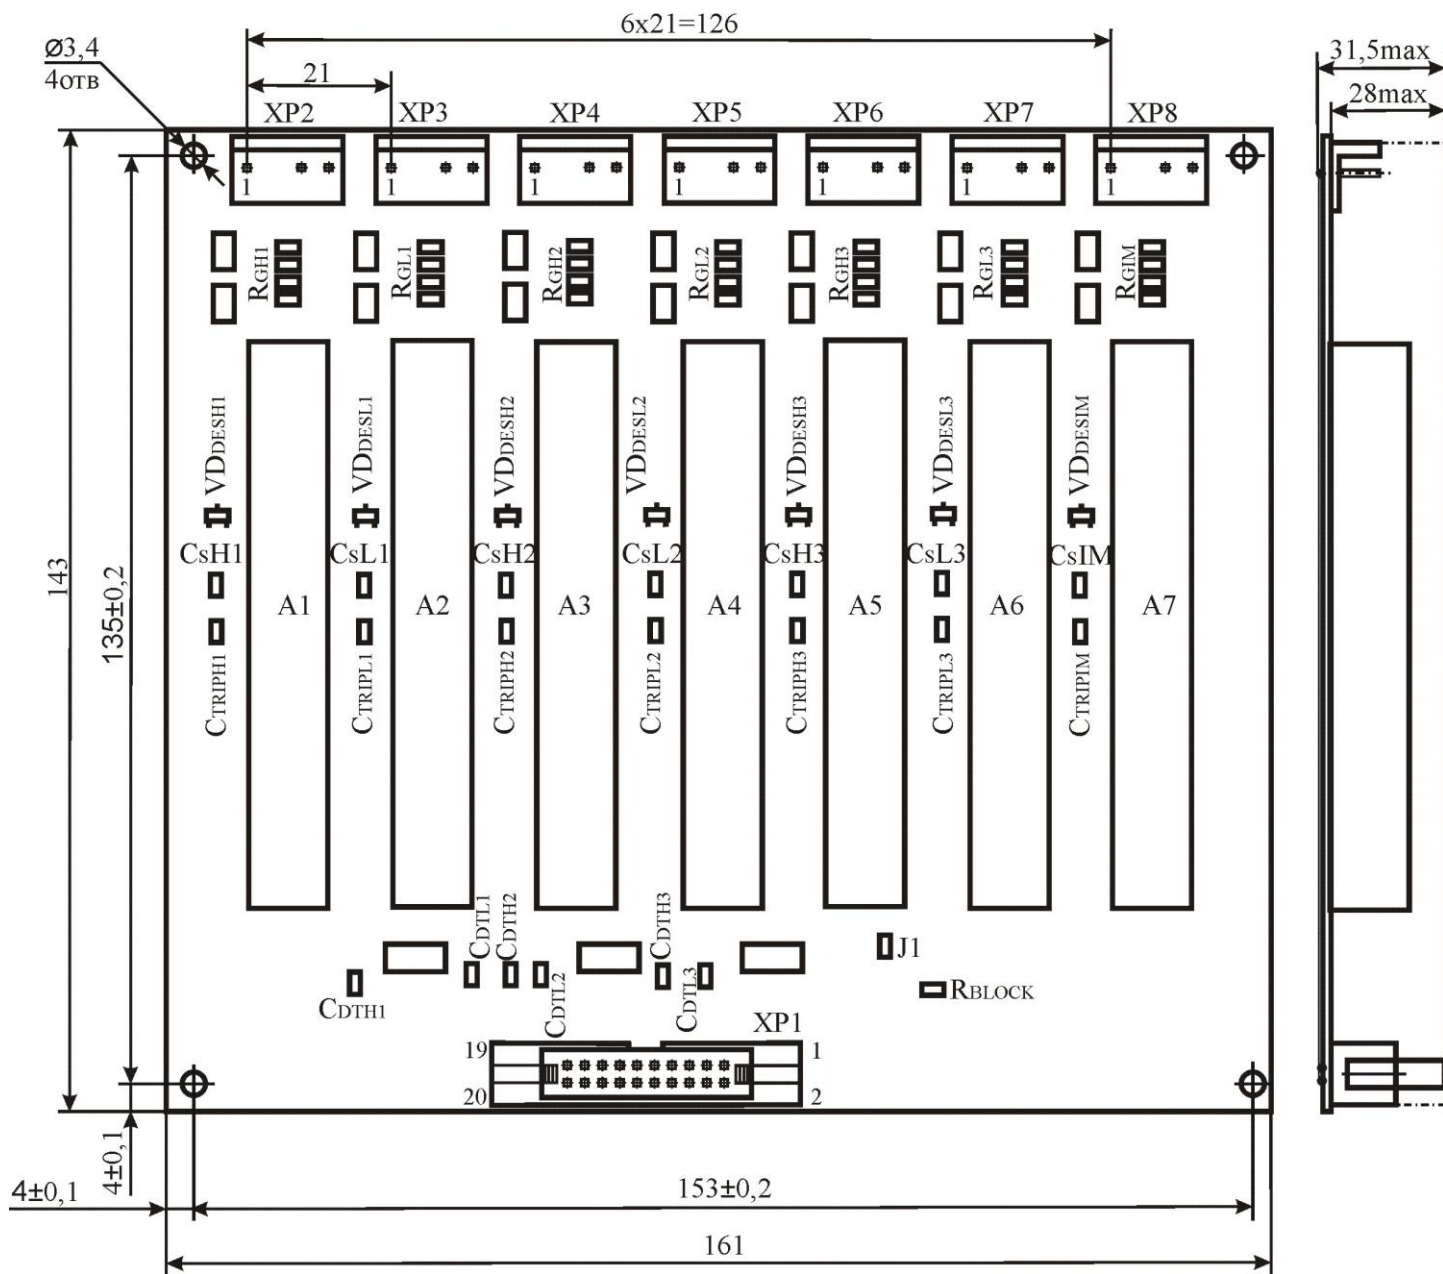 6x21=126
Ø3,4
4отв
21
31,5max
28max
XP2 XP3 XP4 XP5 XP6 XP7 XP8
1 1 1 1 1 1 1
RGH1 RGL1 RGH2 RGL2 RGH3 RGL3 RGIM
VDDESH1 VDDESL1 VDDESH2 VDDESL2 VDDESH3 VDDESL3 VDDESIM
CsH1 CsL1 CsH2 CsL2 CsH3 CsL3 CsIM
143
135±0,2
A1 A2 A3 A4 A5 A6 A7
CTRIPH1 CTRIPL1 CTRIPH2 CTRIPL2 CTRIPH3 CTRIPL3 CTRIPIM
CDTL1 CDTH2 CDTH3
J1
CDTH1 CDTL2 CDTL3 RBLOCK
XP1
19 1
20 2
4±0,1
4±0,1
153±0,2
161